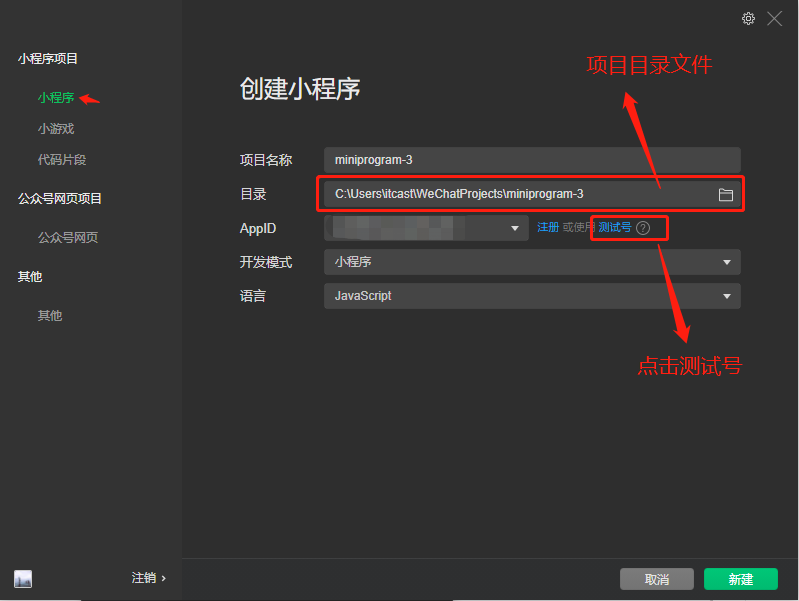 小程序项目
小程序
小游戏
代码片段
公众号网页项目
公众号网页
其他
其他
注销 ›
项目目录文件
创建小程序
项目名称 miniprogram-3
目录 C:\Users\itcast\WeChatProjects\miniprogram-3
AppID 注册 或使用 测试号 ?
开发模式 小程序
语言 JavaScript
点击测试号
取消 新建